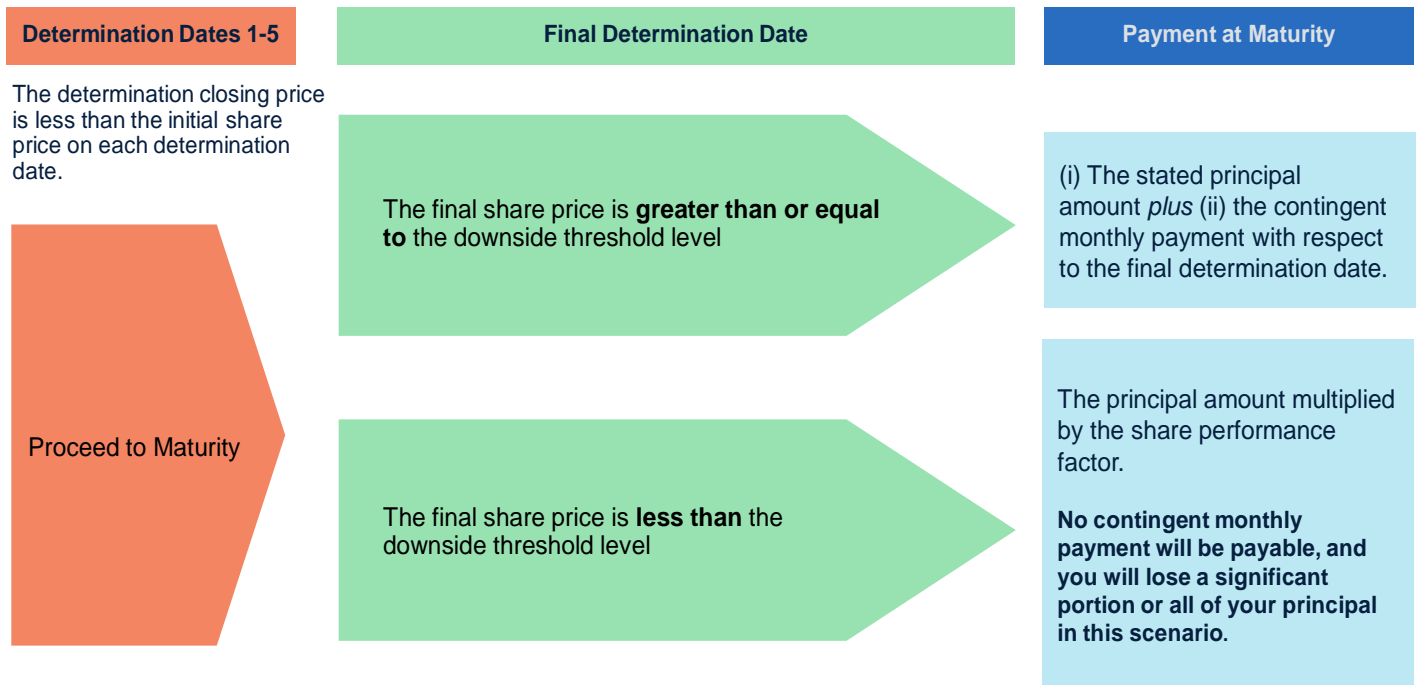 Determination Dates 1-5
Final Determination Date
Payment at Maturity
The determination closing price
is less than the initial share
price on each determination
date.
Proceed to Maturity
The final share price is greater than or equal
to the downside threshold level
(i) The stated principal
amount plus (ii) the contingent
monthly payment with respect
to the final determination date.
The final share price is less than the
downside threshold level
The principal amount multiplied
by the share performance
factor.
No contingent monthly
payment will be payable, and
you will lose a significant
portion or all of your principal
in this scenario.